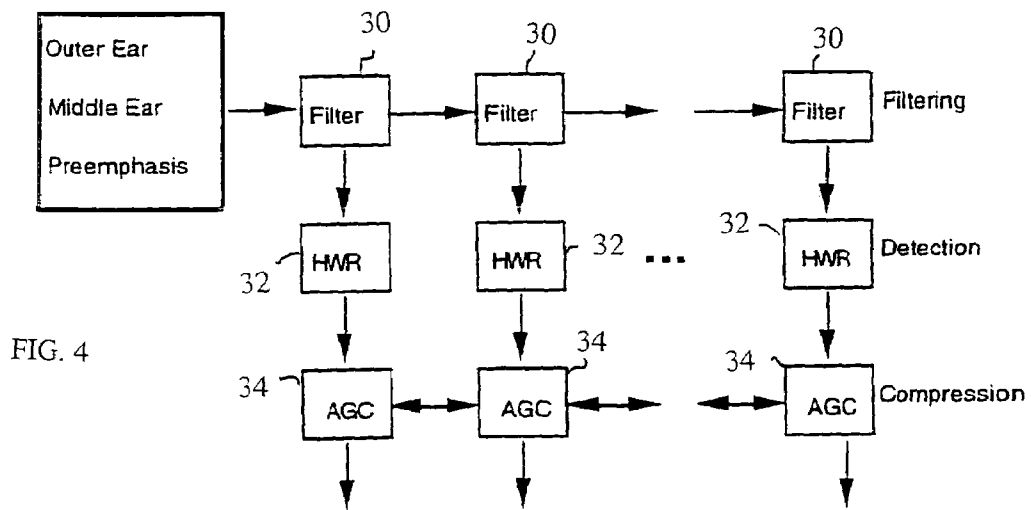 Outer Ear
Middle Ear
Preemphasis
30
30
30
Filter
Filter
Filter
Filtering
32
32
32
HWR
HWR
HWR
Detection
...
FIG. 4
34
34
34
AGC
AGC
AGC
Compression